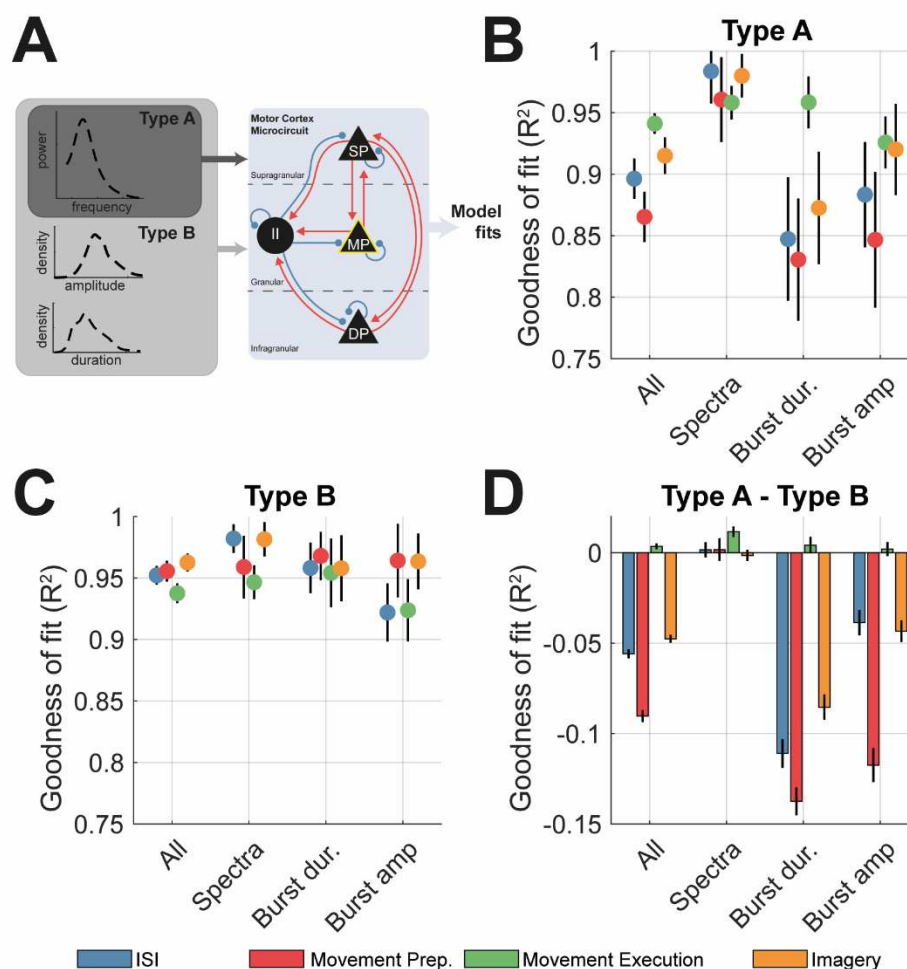 A
Type A
power
frequency
Type B
density
amplitude
density
duration
Motor Cortex
Microcircuit
SP
Supragranular
II
MP
Granular
DP
Infragranular
Model
fits
B
Type A
Goodness of fit (R²)
1
0.95
0.9
0.85
0.8
0.75
All
Spectra
Burst dur.
Burst amp
C
Type B
Goodness of fit (R²)
1
0.95
0.9
0.85
0.8
0.75
All
Spectra
Burst dur.
Burst amp
D
Type A - Type B
Goodness of fit (R²)
0
-0.05
-0.1
-0.15
All
Spectra
Burst dur.
Burst amp
ISI
Movement Prep.
Movement Execution
Imagery